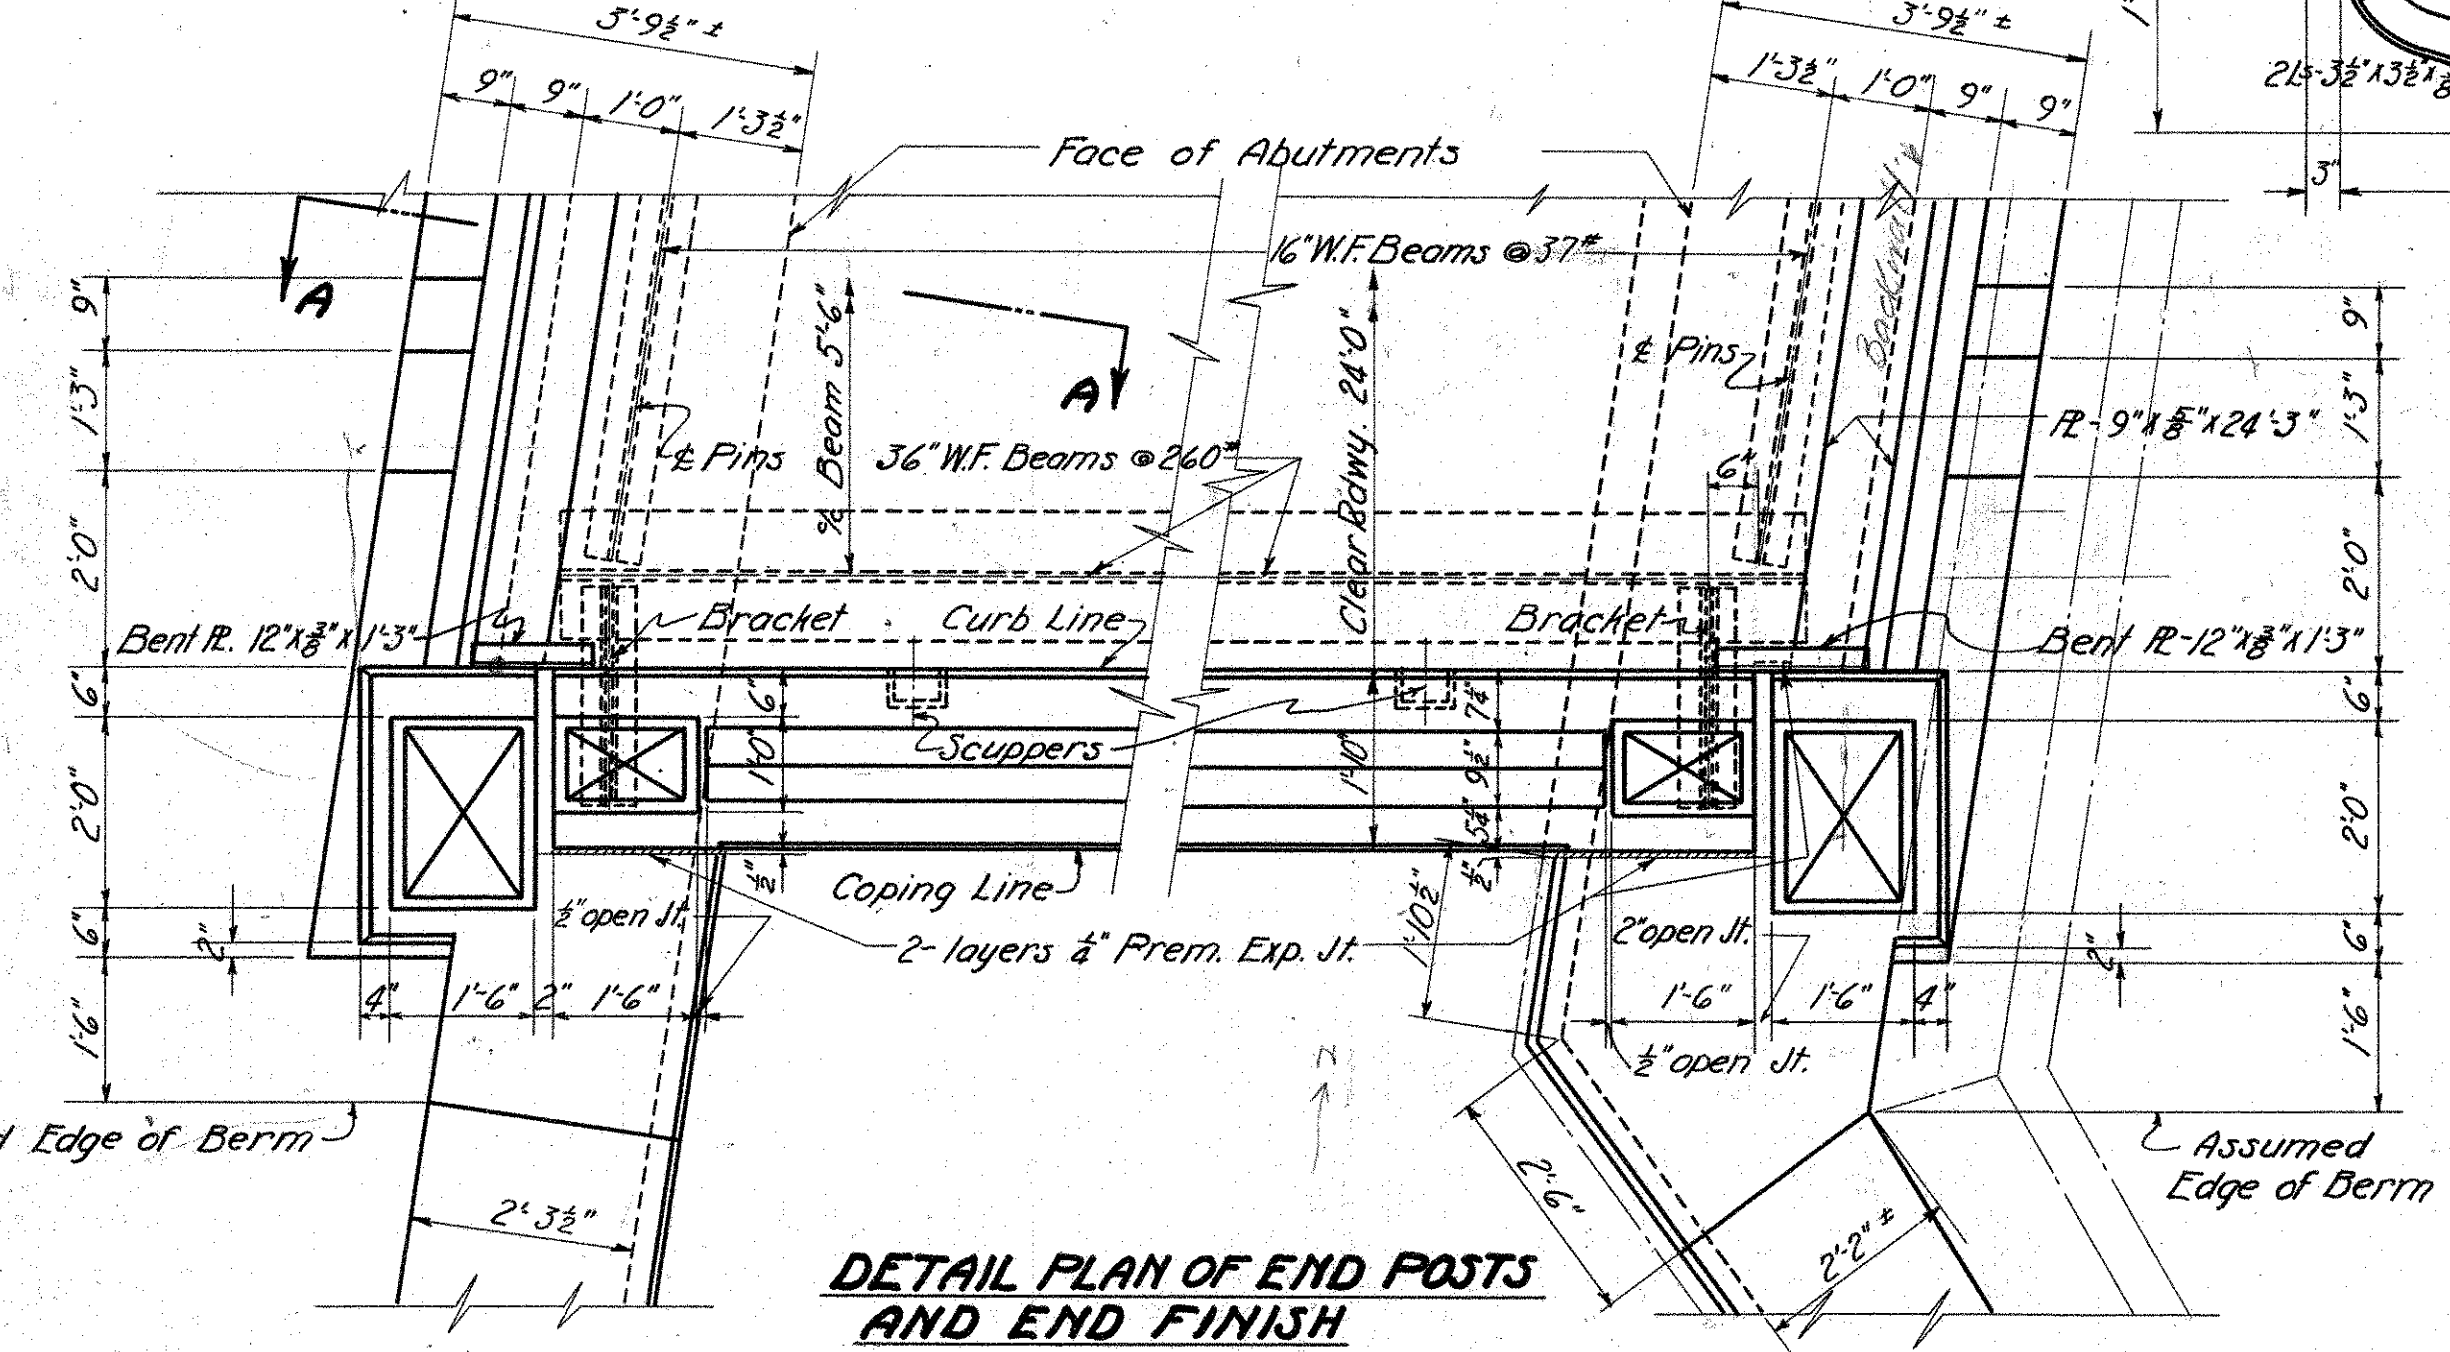 3'-9½" ±
3'-9½" ±
1"
9" 9" 1'-0" 1'-3½"
1'-3½" 1'-0" 9" 9"
2Ls-3½"x3½"x
3"
Face of Abutments
16" W.F. Beams @ 37#
A
A
9"
1'-3"
2'-0"
6"
2'-0"
6"
2"
1'-6"
% Beam 5'-6"
Clear Rdwy. 24'-0"
Backwall
℄ Pins
℄ Pins
36" W.F. Beams @ 260#
6"
PL - 9" x ⅝" x 24'-3"
9"
1'-3"
2'-0"
6"
2'-0"
6"
2"
1'-6"
Bent PL. 12"x⅜"x 1'-3"
Bracket
Curb Line
Bracket
Bent PL-12"x⅜"x1'-3"
6"
1'-0"
½"
Scuppers
1'-10"
7¼"
9½"
5¼"
½"
Coping Line
½" open Jt.
2- layers ¼" Prem. Exp. Jt.
1'-10½"
2" open Jt.
4" 1'-6" 2" 1'-6"
1'-6" 1'-6" 4"
½" open Jt.
N
Edge of Berm
Assumed
Edge of Berm
2'-3½"
2'-6"
2'-2" ±
DETAIL PLAN OF END POSTS
AND END FINISH